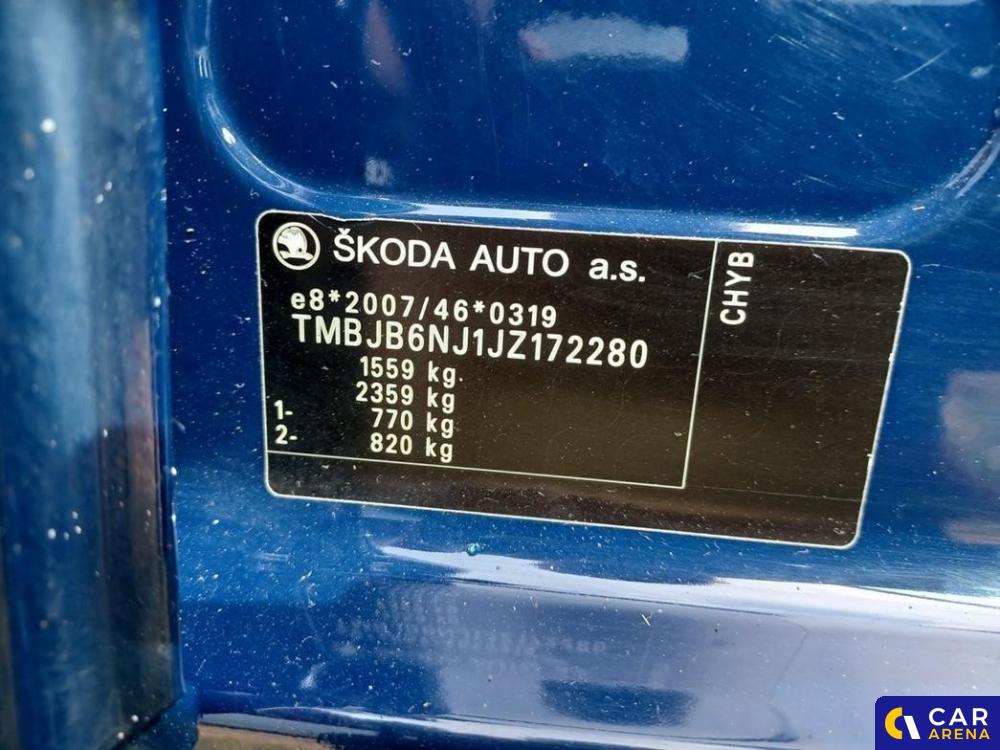 ŠKODA AUTO a.s.
e8*2007/46*0319
TMBJB6NJ1JZ172280
1559 kg.
2359 kg
1- 770 kg
2- 820 kg
CHYB
CAR
ARENA